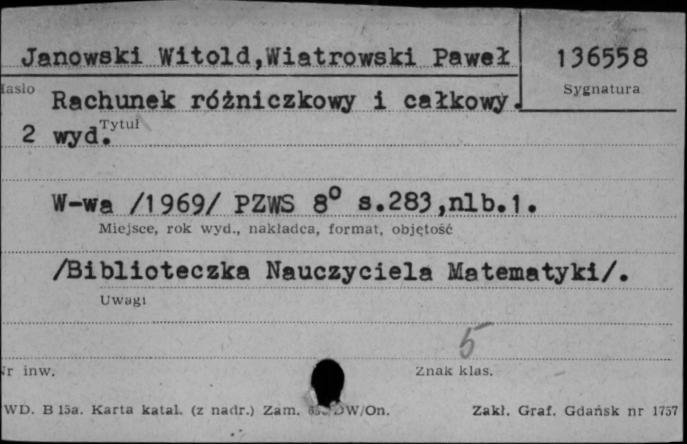 Janowski Witold,Wiatrowski Paweł
136558
Hasło
Sygnatura
Rachunek różniczkowy i całkowy.
Tytuł
2 wyd.
W-wa /1969/ PZWS 8° s.283,nlb.1.
Miejsce, rok wyd., nakładca, format, objętość
/Biblioteczka Nauczyciela Matematyki/.
Uwagi
5
Nr inw.
Znak klas.
WD. B 15a. Karta katal. (z nadr.) Zam. DW/On.
Zakł. Graf. Gdańsk nr 1757